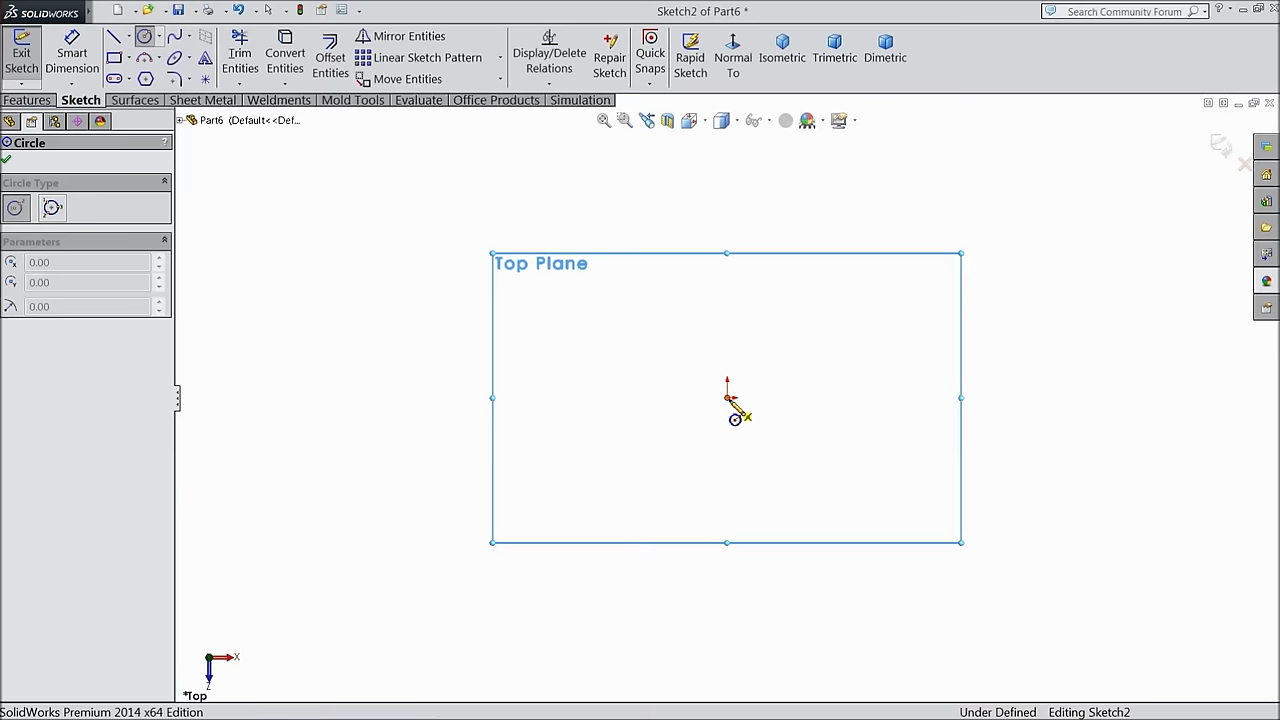 SOLIDWORKS
Sketch2 of Part6 *
Search Community Forum
Exit Sketch
Smart Dimension
Trim Entities
Convert Entities
Offset Entities
Mirror Entities
Linear Sketch Pattern
Move Entities
Display/Delete Relations
Repair Sketch
Quick Snaps
Rapid Sketch
Normal To
Isometric
Trimetric
Dimetric
Features
Sketch
Surfaces
Sheet Metal
Weldments
Mold Tools
Evaluate
Office Products
Simulation
Part6 (Default<<Def...
Circle
?
Circle Type
Parameters
0.00
0.00
0.00
Top Plane
X
Z
*Top
SolidWorks Premium 2014 x64 Edition
Under Defined
Editing Sketch2